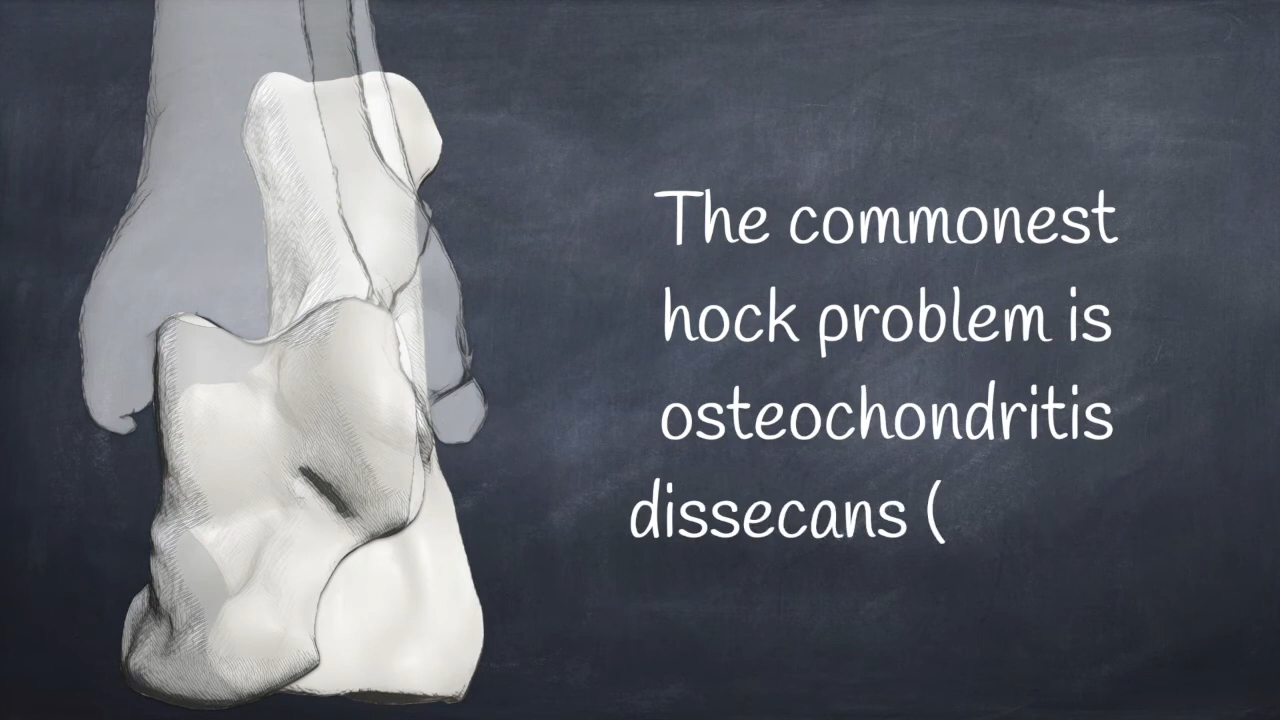 The commonest
hock problem is
osteochondritis
dissecans (